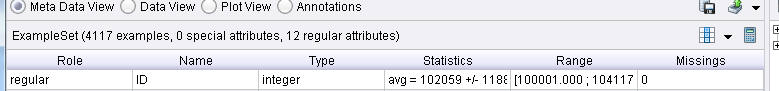 Meta Data View Data View Plot View Annotations
ExampleSet (4117 examples, 0 special attributes, 12 regular attributes)
Role Name Type Statistics Range Missings
regular ID integer avg = 102059 +/- 1188 [100001.000 ; 104117 0